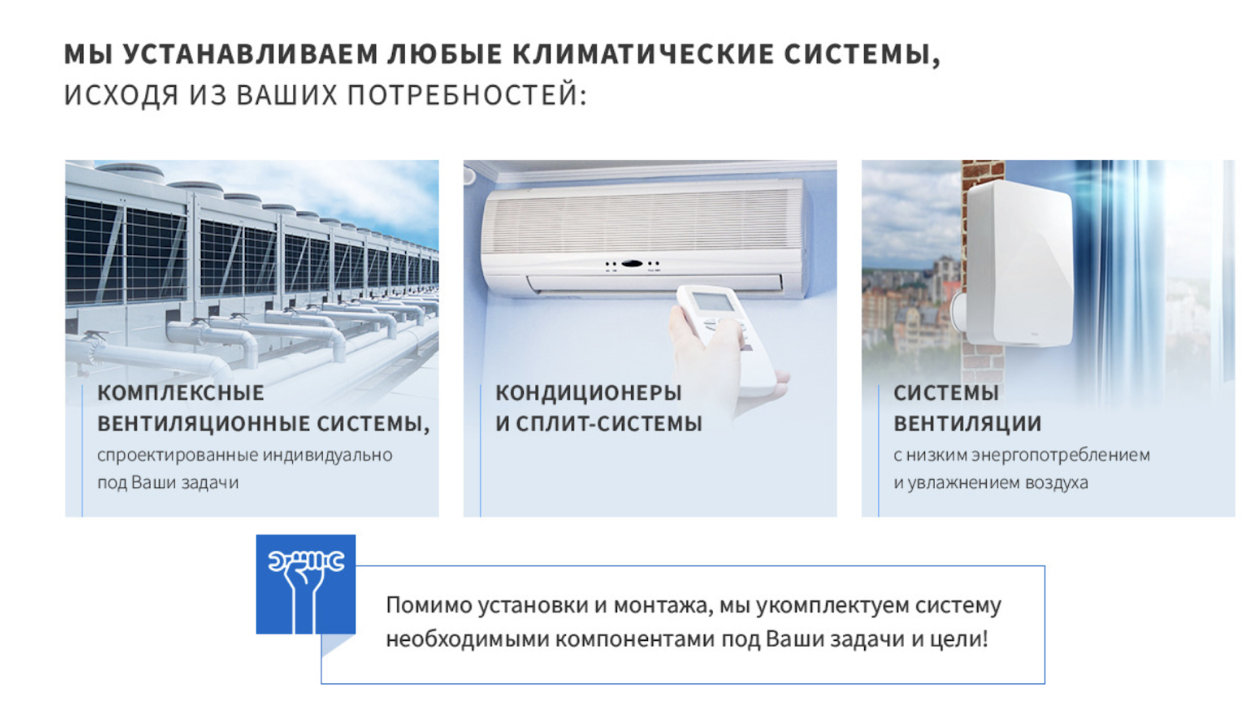 МЫ УСТАНАВЛИВАЕМ ЛЮБЫЕ КЛИМАТИЧЕСКИЕ СИСТЕМЫ,
ИСХОДЯ ИЗ ВАШИХ ПОТРЕБНОСТЕЙ:
КОМПЛЕКСНЫЕ
ВЕНТИЛЯЦИОННЫЕ СИСТЕМЫ,
спроектированные индивидуально
под Ваши задачи
КОНДИЦИОНЕРЫ
И СПЛИТ-СИСТЕМЫ
СИСТЕМЫ
ВЕНТИЛЯЦИИ
с низким энергопотреблением
и увлажнением воздуха
Помимо установки и монтажа, мы укомплектуем систему
необходимыми компонентами под Ваши задачи и цели!